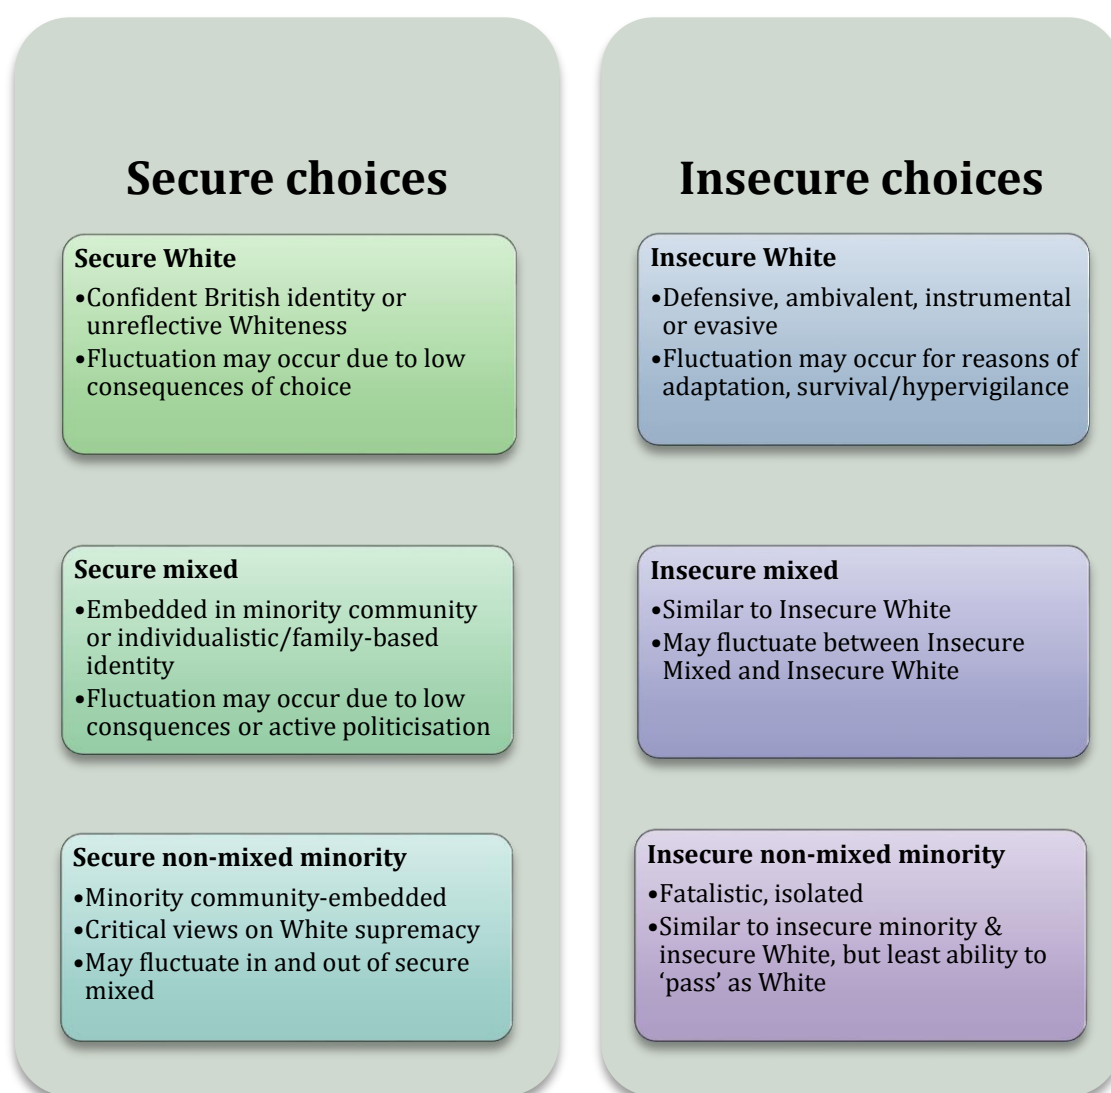 Secure choices
Secure White
•Confident British identity or
unreflective Whiteness
•Fluctuation may occur due to low
consequences of choice
Secure mixed
•Embedded in minority community
or individualistic/family-based
identity
•Fluctuation may occur due to low
consquences or active politicisation
Secure non-mixed minority
•Minority community-embedded
•Critical views on White supremacy
•May fluctuate in and out of secure
mixed
Insecure choices
Insecure White
•Defensive, ambivalent, instrumental
or evasive
•Fluctuation may occur for reasons of
adaptation, survival/hypervigilance
Insecure mixed
•Similar to Insecure White
•May fluctuate between Insecure
Mixed and Insecure White
Insecure non-mixed minority
•Fatalistic, isolated
•Similar to insecure minority &
insecure White, but least ability to
‘pass’ as White